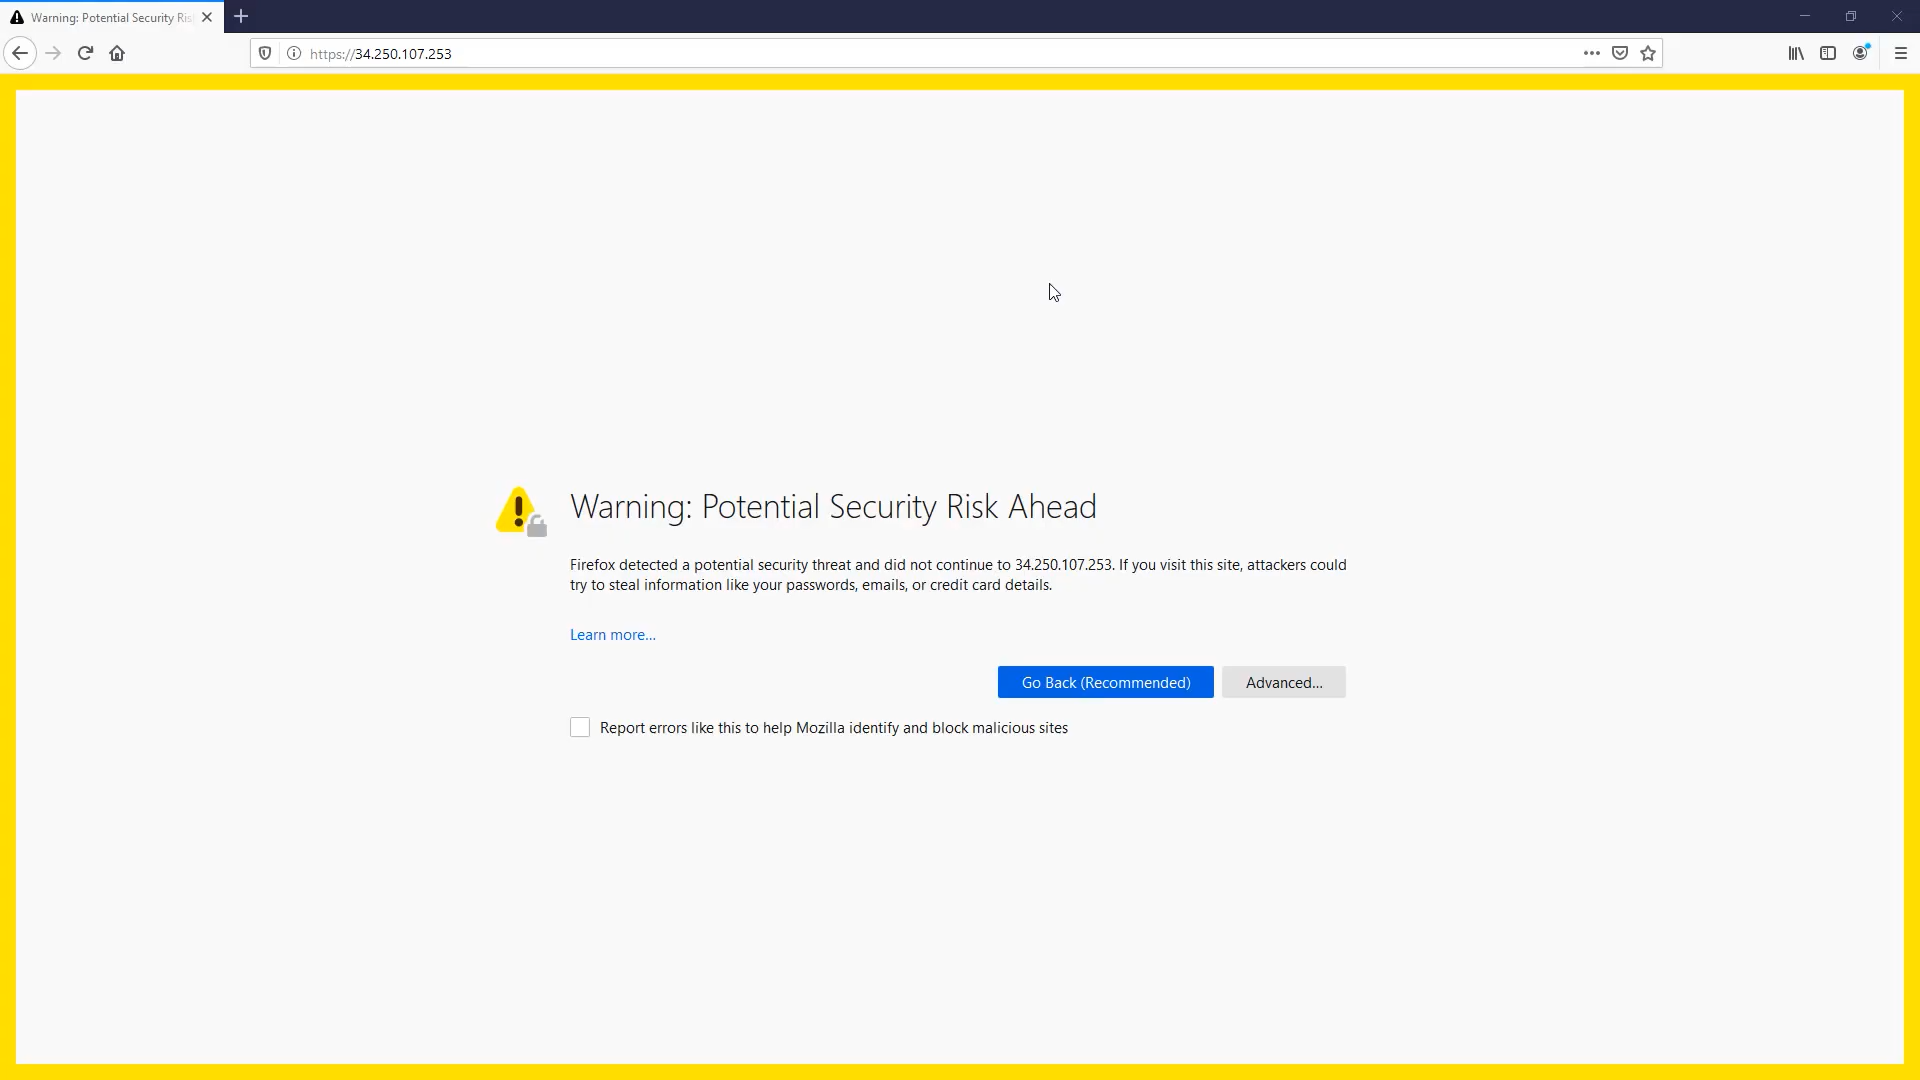 Warning: Potential Security Ris
https://34.250.107.253
Warning: Potential Security Risk Ahead
Firefox detected a potential security threat and did not continue to 34.250.107.253. If you visit this site, attackers could
try to steal information like your passwords, emails, or credit card details.
Learn more…
Go Back (Recommended)
Advanced...
Report errors like this to help Mozilla identify and block malicious sites